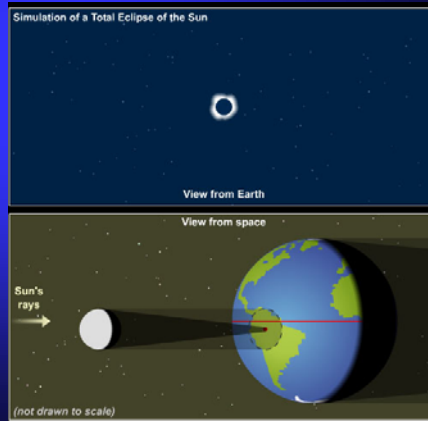 Simulation of a Total Eclipse of the Sun
View from Earth
View from space
Sun's
rays
(not drawn to scale)